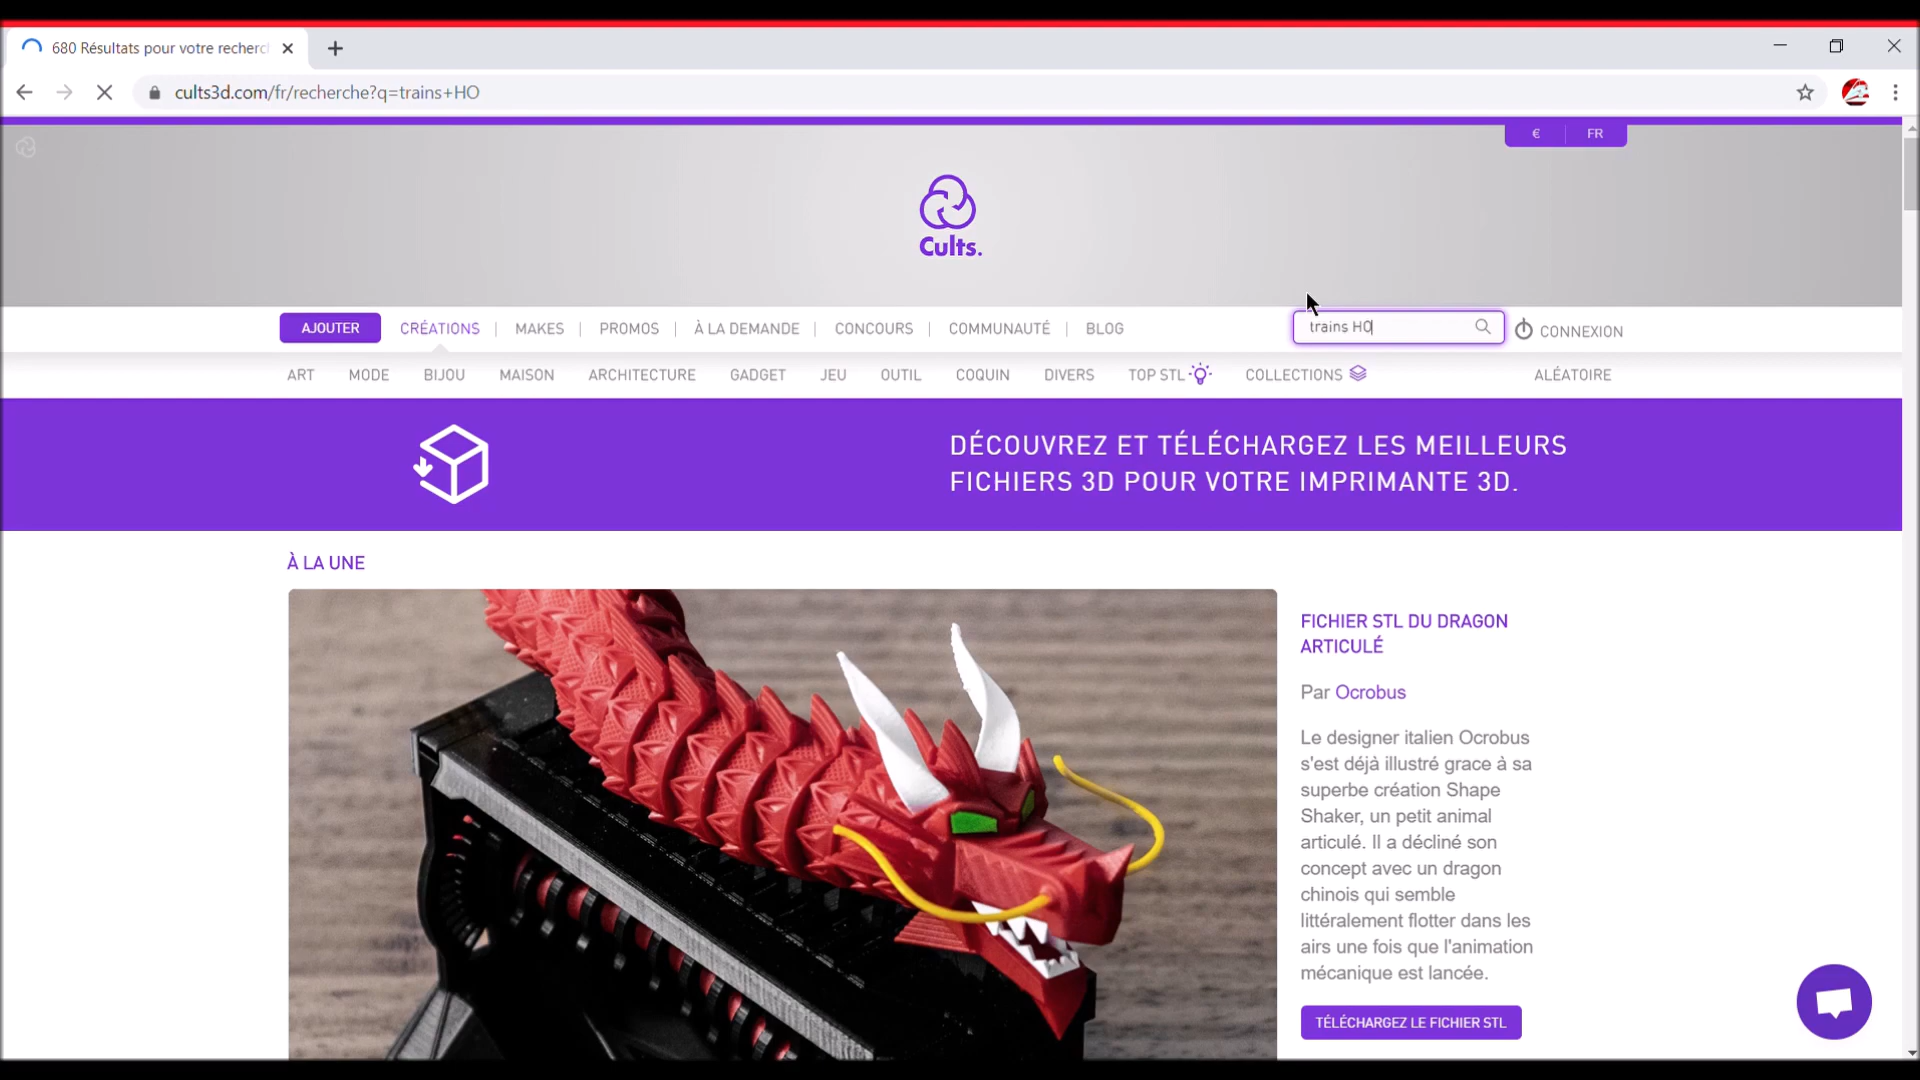 680 Résultats pour votre recherc
cults3d.com/fr/recherche?q=trains+HO
€ FR
Cults.
AJOUTER CRÉATIONS | MAKES | PROMOS | À LA DEMANDE | CONCOURS | COMMUNAUTÉ | BLOG trains HO CONNEXION
ART MODE BIJOU MAISON ARCHITECTURE GADGET JEU OUTIL COQUIN DIVERS TOP STL COLLECTIONS ALÉATOIRE
DÉCOUVREZ ET TÉLÉCHARGEZ LES MEILLEURS
FICHIERS 3D POUR VOTRE IMPRIMANTE 3D.
À LA UNE
FICHIER STL DU DRAGON
ARTICULÉ
Par Ocrobus
Le designer italien Ocrobus
s'est déjà illustré grace à sa
superbe création Shape
Shaker, un petit animal
articulé. Il a décliné son
concept avec un dragon
chinois qui semble
littéralement flotter dans les
airs une fois que l'animation
mécanique est lancée.
TÉLÉCHARGEZ LE FICHIER STL